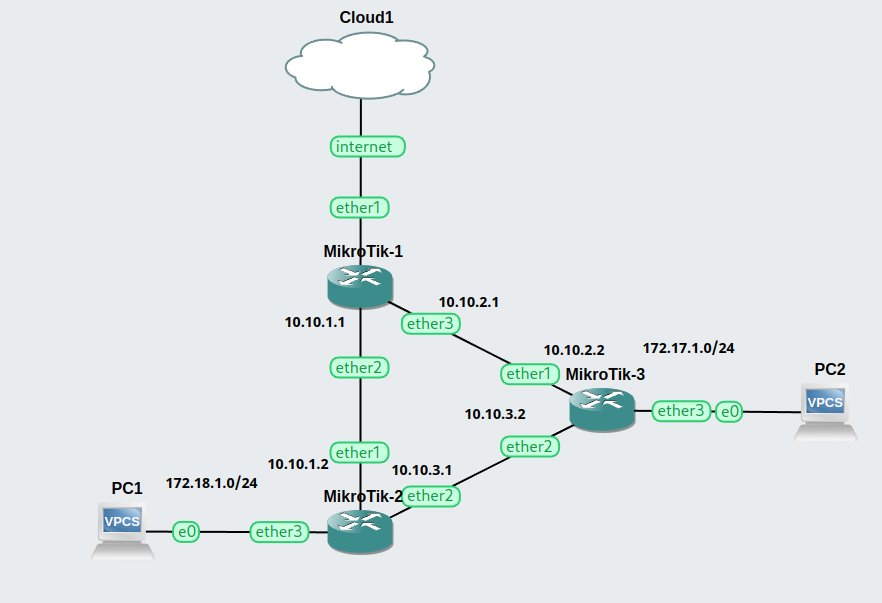 Cloud1
internet
ether1
MikroTik-1
10.10.2.1
10.10.1.1
ether3
10.10.2.2
172.17.1.0/24
ether2
ether1
MikroTik-3
PC2
VPCS
10.10.3.2
ether3
e0
ether2
ether1
10.10.1.2
10.10.3.1
172.18.1.0/24
PC1
MikroTik-2
ether2
VPCS
e0
ether3